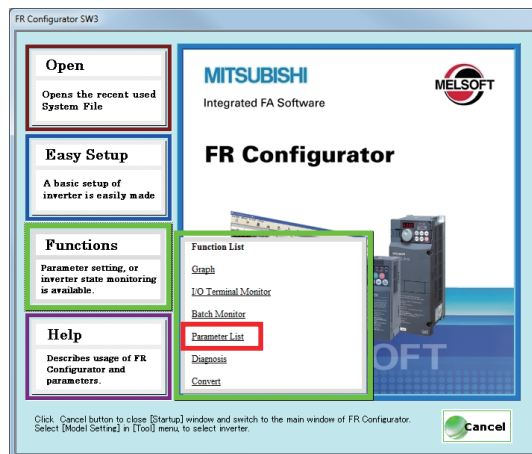 FR Configurator SW3
Open
Opens the recent used
System File
Easy Setup
A basic setup of
inverter is easily made
Functions
Parameter setting, or
inverter state monitoring
is available.
Help
Describes usage of FR
Configurator and
parameters.
MITSUBISHI
Integrated FA Software
MELSOFT
FR Configurator
Function List
Graph
I/O Terminal Monitor
Batch Monitor
Parameter List
Diagnosis
Convert
OFT
Click Cancel button to close [Startup] window and switch to the main window of FR Configurator.
Select [Model Setting] in [Tool] menu, to select inverter.
Cancel